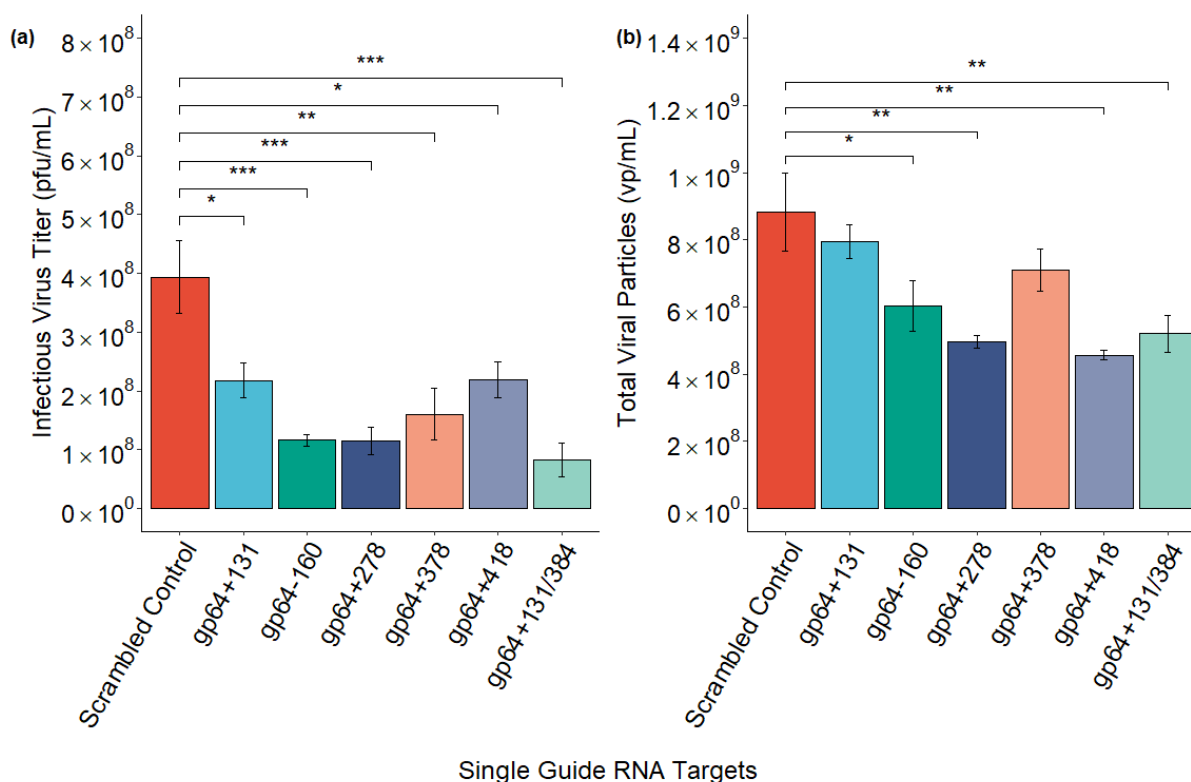 (a)
Infectious Virus Titer (pfu/mL)
8 × 10⁸
7 × 10⁸
6 × 10⁸
5 × 10⁸
4 × 10⁸
3 × 10⁸
2 × 10⁸
1 × 10⁸
0 × 10⁰
***
*
**
***
***
*
Scrambled Control
gp64+131
gp64-160
gp64+278
gp64+378
gp64+418
gp64+131/384
(b)
Total Viral Particles (vp/mL)
1.4 × 10⁹
1.2 × 10⁹
1 × 10⁹
8 × 10⁸
6 × 10⁸
4 × 10⁸
2 × 10⁸
0 × 10⁰
**
**
**
*
Scrambled Control
gp64+131
gp64-160
gp64+278
gp64+378
gp64+418
gp64+131/384
Single Guide RNA Targets